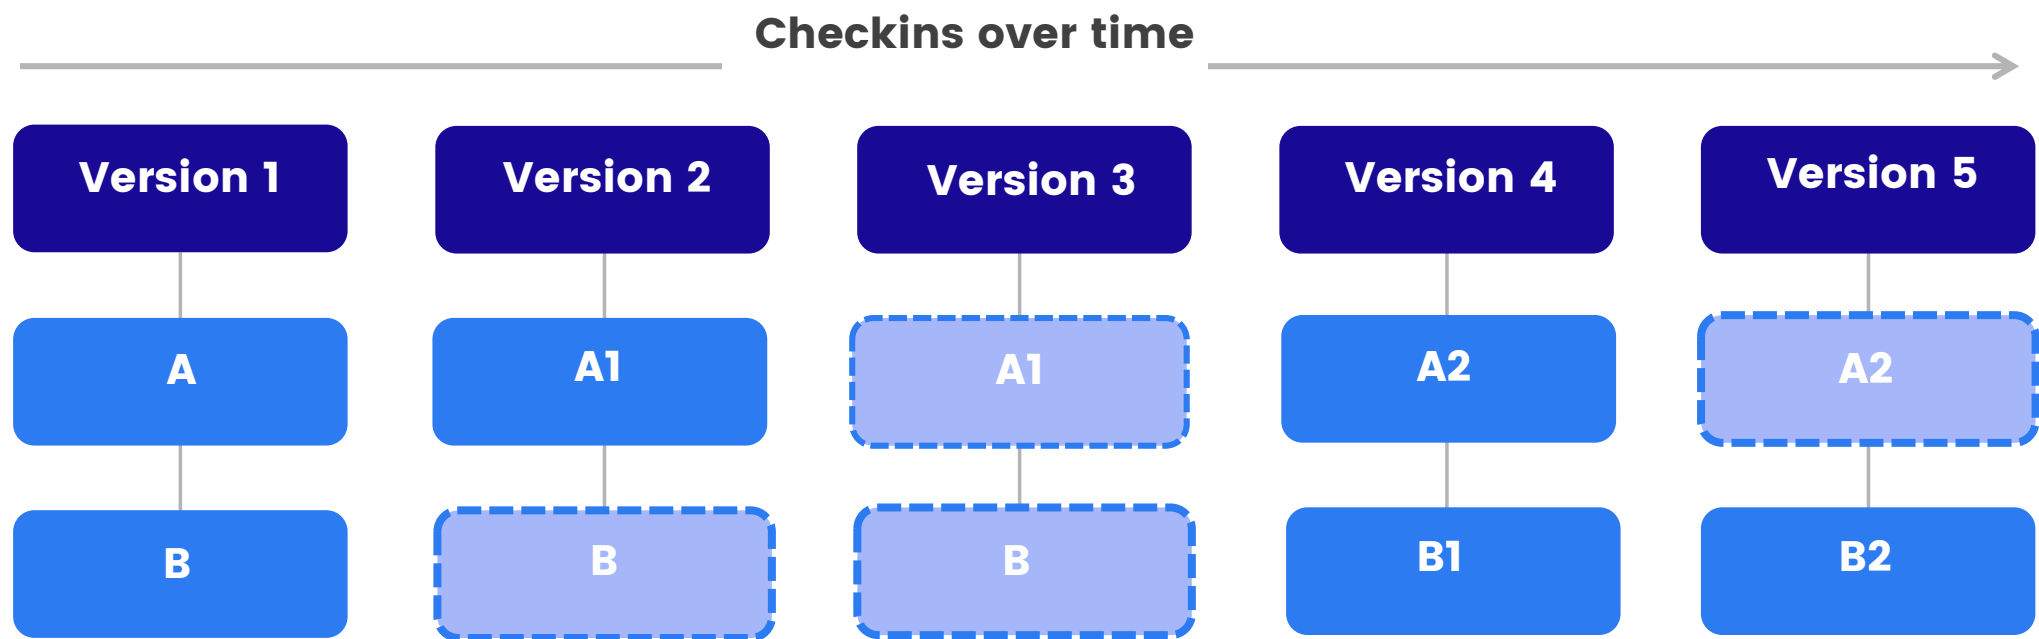 Checkins over time
Version 1
Version 2
Version 3
Version 4
Version 5
A
A1
A1
A2
A2
B
B
B
B1
B2